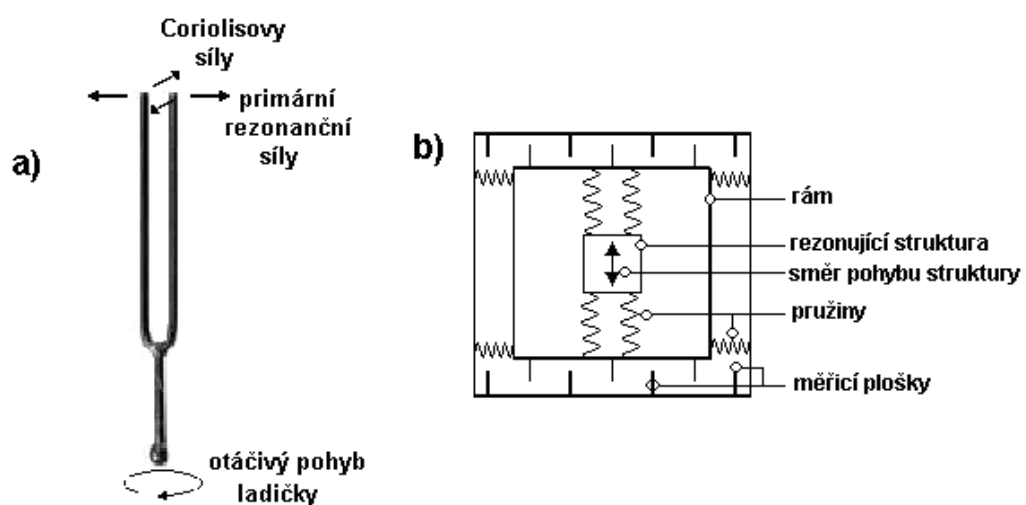 Coriolisovy
síly
primární
rezonanční
síly
a)
otáčivý pohyb
ladičky
b)
rám
rezonující struktura
směr pohybu struktury
pružiny
měřicí plošky